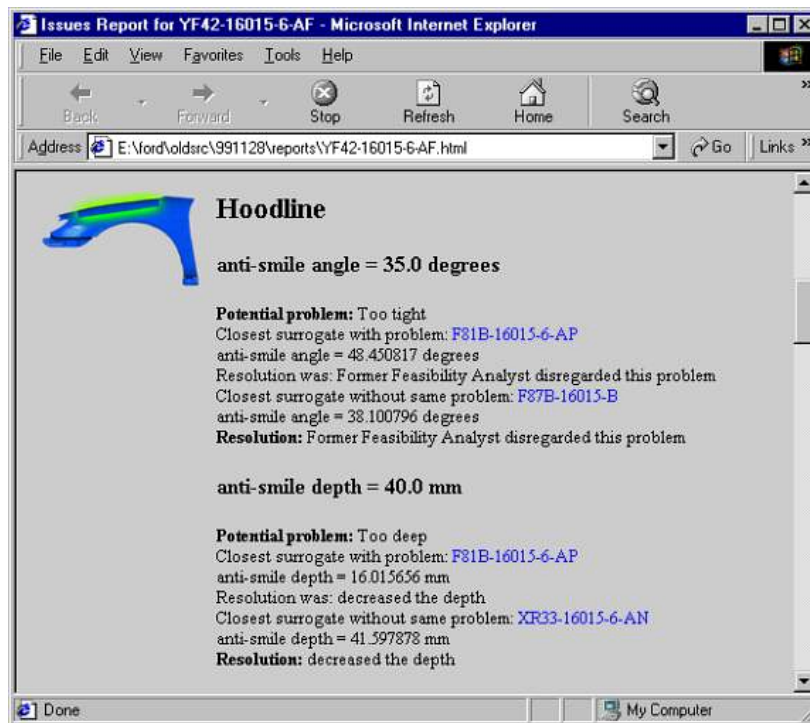 Issues Report for YF42-16015-6-AF - Microsoft Internet Explorer
File Edit View Favorites Tools Help
Back Forward Stop Refresh Home Search »
Address E:\ford\oldsrc\991128\reports\YF42-16015-6-AF.html Go Links »
Hoodline
anti-smile angle = 35.0 degrees
Potential problem: Too tight
Closest surrogate with problem: F81B-16015-6-AP
anti-smile angle = 48.450817 degrees
Resolution was: Former Feasibility Analyst disregarded this problem
Closest surrogate without same problem: F87B-16015-B
anti-smile angle = 38.100796 degrees
Resolution: Former Feasibility Analyst disregarded this problem
anti-smile depth = 40.0 mm
Potential problem: Too deep
Closest surrogate with problem: F81B-16015-6-AP
anti-smile depth = 16.015656 mm
Resolution was: decreased the depth
Closest surrogate without same problem: XR33-16015-6-AN
anti-smile depth = 41.597878 mm
Resolution: decreased the depth
Done My Computer